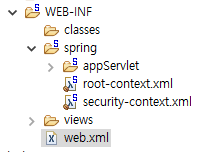 WEB-INF
classes
spring
appServlet
root-context.xml
security-context.xml
views
web.xml